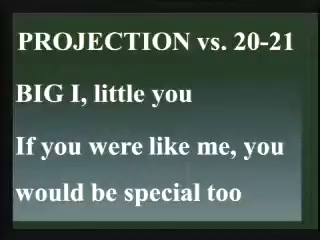 PROJECTION vs. 20-21
BIG I, little you
If you were like me, you
would be special too